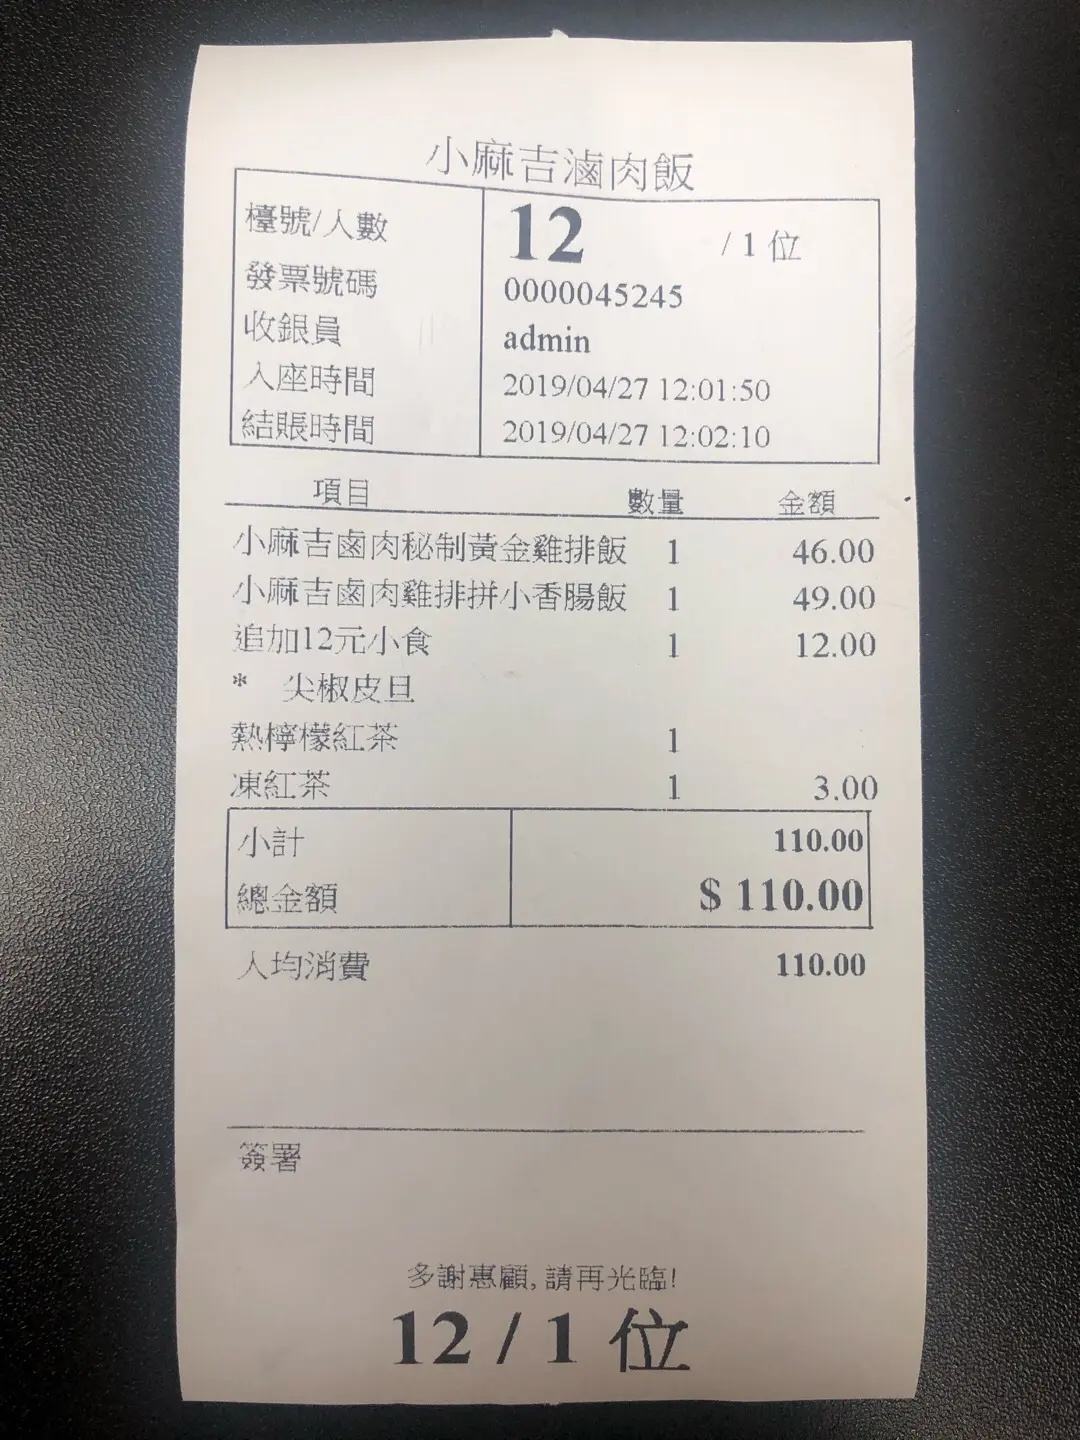 小麻吉滷肉飯
檯號/人數 12 / 1 位
發票號碼 0000045245
收銀員 admin
入座時間 2019/04/27 12:01:50
結賬時間 2019/04/27 12:02:10
項目 數量 金額
小麻吉鹵肉秘制黃金雞排飯 1 46.00
小麻吉鹵肉雞排拼小香腸飯 1 49.00
追加12元小食 1 12.00
* 尖椒皮旦
熱檸檬紅茶 1
凍紅茶 1 3.00
小計 110.00
總金額 $ 110.00
人均消費 110.00
簽署
多謝惠顧, 請再光臨!
12 / 1 位